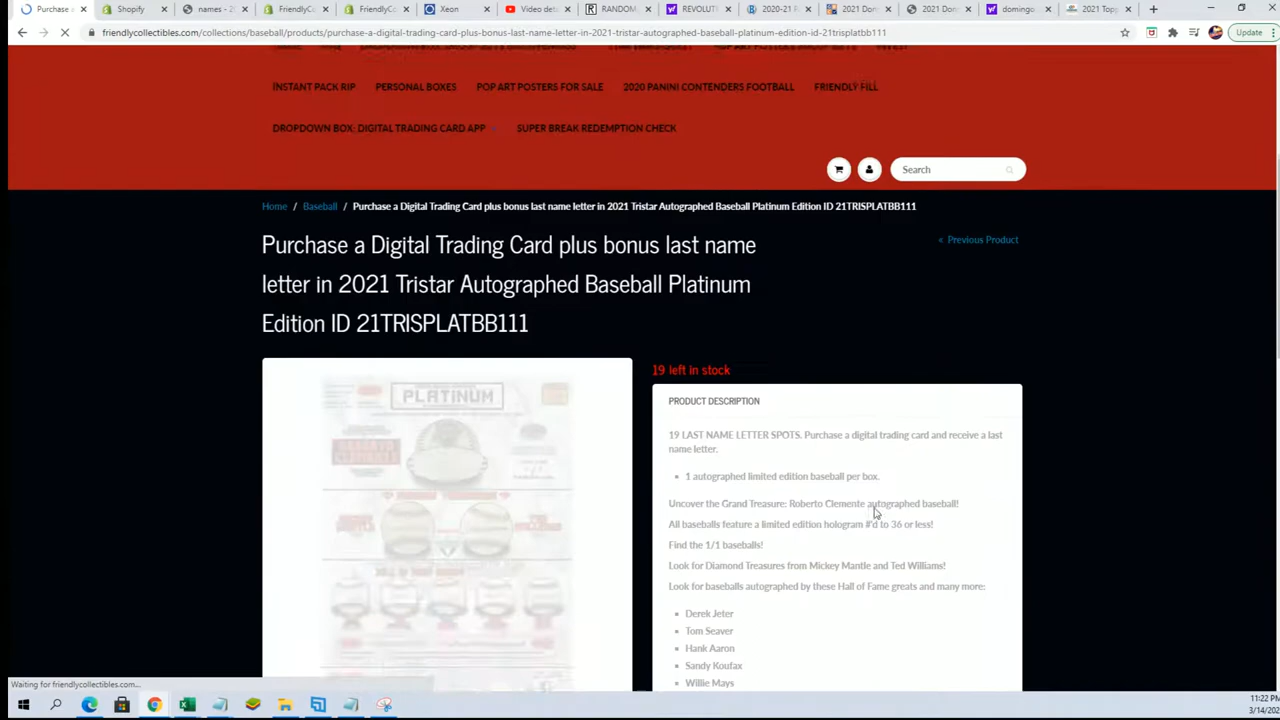 Purchase a
Shopify
names - 20
FriendlyCo
FriendlyCo
Xeon
Video deta
RANDOM
REVOLUTI
2020-21 P
2021 Don
2021 Don
domingo
2021 Topp
friendlycollectibles.com/collections/baseball/products/purchase-a-digital-trading-card-plus-bonus-last-name-letter-in-2021-tristar-autographed-baseball-platinum-edition-id-21trisplatbb111
Update
INSTANT PACK RIP PERSONAL BOXES POP ART POSTERS FOR SALE 2020 PANINI CONTENDERS FOOTBALL FRIENDLY FILL
DROPDOWN BOX: DIGITAL TRADING CARD APP SUPER BREAK REDEMPTION CHECK
Search
Home / Baseball / Purchase a Digital Trading Card plus bonus last name letter in 2021 Tristar Autographed Baseball Platinum Edition ID 21TRISPLATBB111
« Previous Product
Purchase a Digital Trading Card plus bonus last name
letter in 2021 Tristar Autographed Baseball Platinum
Edition ID 21TRISPLATBB111
19 left in stock
PLATINUM
PRODUCT DESCRIPTION
19 LAST NAME LETTER SPOTS. Purchase a digital trading card and receive a last
name letter.
1 autographed limited edition baseball per box.
Uncover the Grand Treasure: Roberto Clemente autographed baseball!
All baseballs feature a limited edition hologram #'d to 36 or less!
Find the 1/1 baseballs!
Look for Diamond Treasures from Mickey Mantle and Ted Williams!
Look for baseballs autographed by these Hall of Fame greats and many more:
Derek Jeter
Tom Seaver
Hank Aaron
Sandy Koufax
Willie Mays
Waiting for friendlycollectibles.com...
11:22 PM
3/14/202